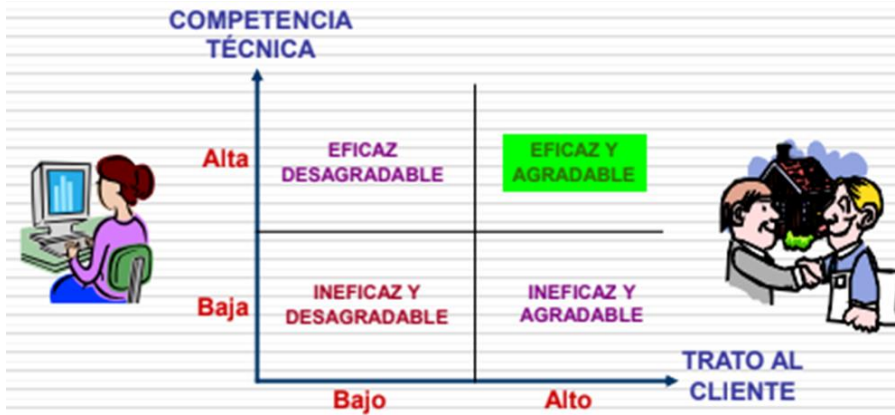 COMPETENCIA
TÉCNICA
Alta
EFICAZ
DESAGRADABLE
EFICAZ Y
AGRADABLE
Baja
INEFICAZ Y
DESAGRADABLE
INEFICAZ Y
AGRADABLE
Bajo
Alto
TRATO AL
CLIENTE